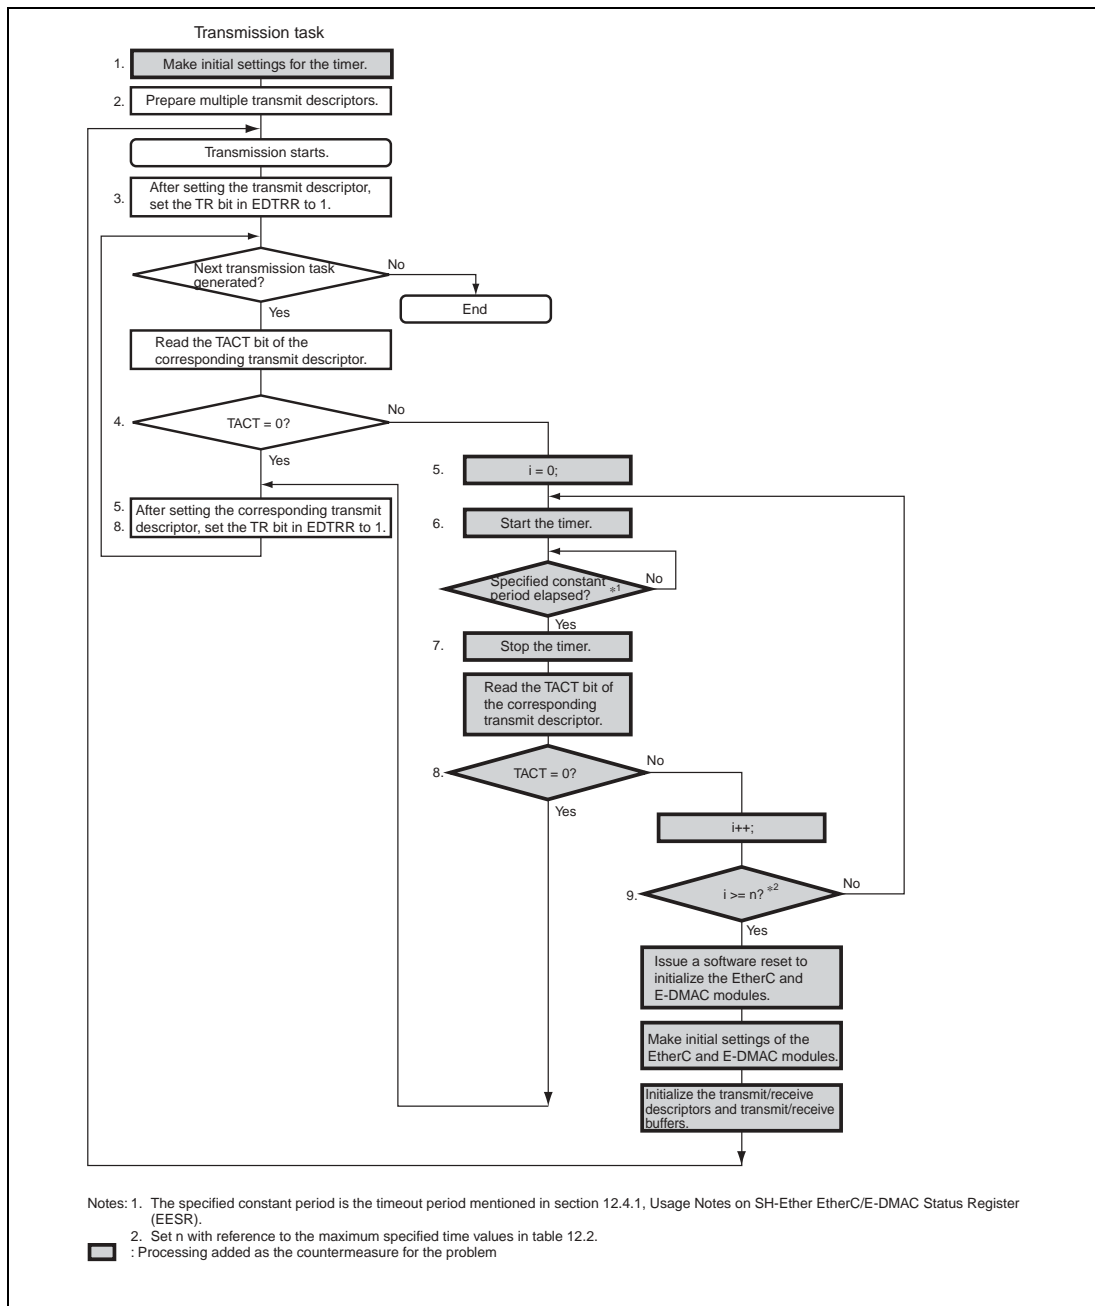 Transmission task
1. Make initial settings for the timer.
2. Prepare multiple transmit descriptors.
Transmission starts.
3. After setting the transmit descriptor,
set the TR bit in EDTRR to 1.
Next transmission task
generated?
No
End
Yes
Read the TACT bit of the
corresponding transmit descriptor.
4. TACT = 0?
No
Yes
5. After setting the corresponding transmit
8. descriptor, set the TR bit in EDTRR to 1.
5. i = 0;
6. Start the timer.
Specified constant
period elapsed? *1
No
Yes
7. Stop the timer.
Read the TACT bit of
the corresponding
transmit descriptor.
8. TACT = 0?
No
Yes
i++;
9. i >= n? *2
No
Yes
Issue a software reset to
initialize the EtherC and
E-DMAC modules.
Make initial settings of the
EtherC and E-DMAC modules.
Initialize the transmit/receive
descriptors and transmit/receive
buffers.
Notes: 1. The specified constant period is the timeout period mentioned in section 12.4.1, Usage Notes on SH-Ether EtherC/E-DMAC Status Register
(EESR).
2. Set n with reference to the maximum specified time values in table 12.2.
: Processing added as the countermeasure for the problem